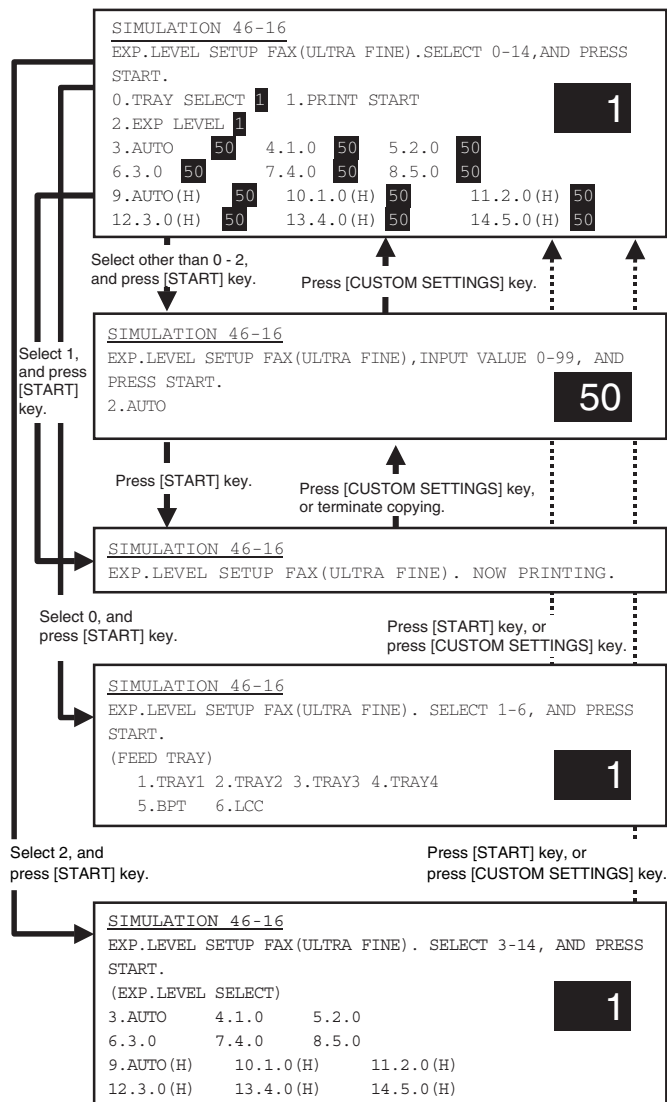 SIMULATION 46-16
EXP.LEVEL SETUP FAX(ULTRA FINE).SELECT 0-14,AND PRESS
START.
0.TRAY SELECT 1 1.PRINT START
1
2.EXP LEVEL 1
3.AUTO 50 4.1.0 50 5.2.0 50
6.3.0 50 7.4.0 50 8.5.0 50
9.AUTO(H) 50 10.1.0(H) 50 11.2.0(H) 50
12.3.0(H) 50 13.4.0(H) 50 14.5.0(H) 50
Select other than 0 - 2,
and press [START] key.
Press [CUSTOM SETTINGS] key.
Select 1,
and press
[START]
key.
SIMULATION 46-16
EXP.LEVEL SETUP FAX(ULTRA FINE),INPUT VALUE 0-99, AND
PRESS START.
2.AUTO
50
Press [START] key.
Press [CUSTOM SETTINGS] key,
or terminate copying.
SIMULATION 46-16
EXP.LEVEL SETUP FAX(ULTRA FINE). NOW PRINTING.
Select 0, and
press [START] key.
Press [START] key, or
press [CUSTOM SETTINGS] key.
SIMULATION 46-16
EXP.LEVEL SETUP FAX(ULTRA FINE). SELECT 1-6, AND PRESS
START.
(FEED TRAY)
1.TRAY1 2.TRAY2 3.TRAY3 4.TRAY4
5.BPT 6.LCC
1
Select 2, and
press [START] key.
Press [START] key, or
press [CUSTOM SETTINGS] key.
SIMULATION 46-16
EXP.LEVEL SETUP FAX(ULTRA FINE). SELECT 3-14, AND PRESS
START.
(EXP.LEVEL SELECT)
3.AUTO 4.1.0 5.2.0
1
6.3.0 7.4.0 8.5.0
9.AUTO(H) 10.1.0(H) 11.2.0(H)
12.3.0(H) 13.4.0(H) 14.5.0(H)